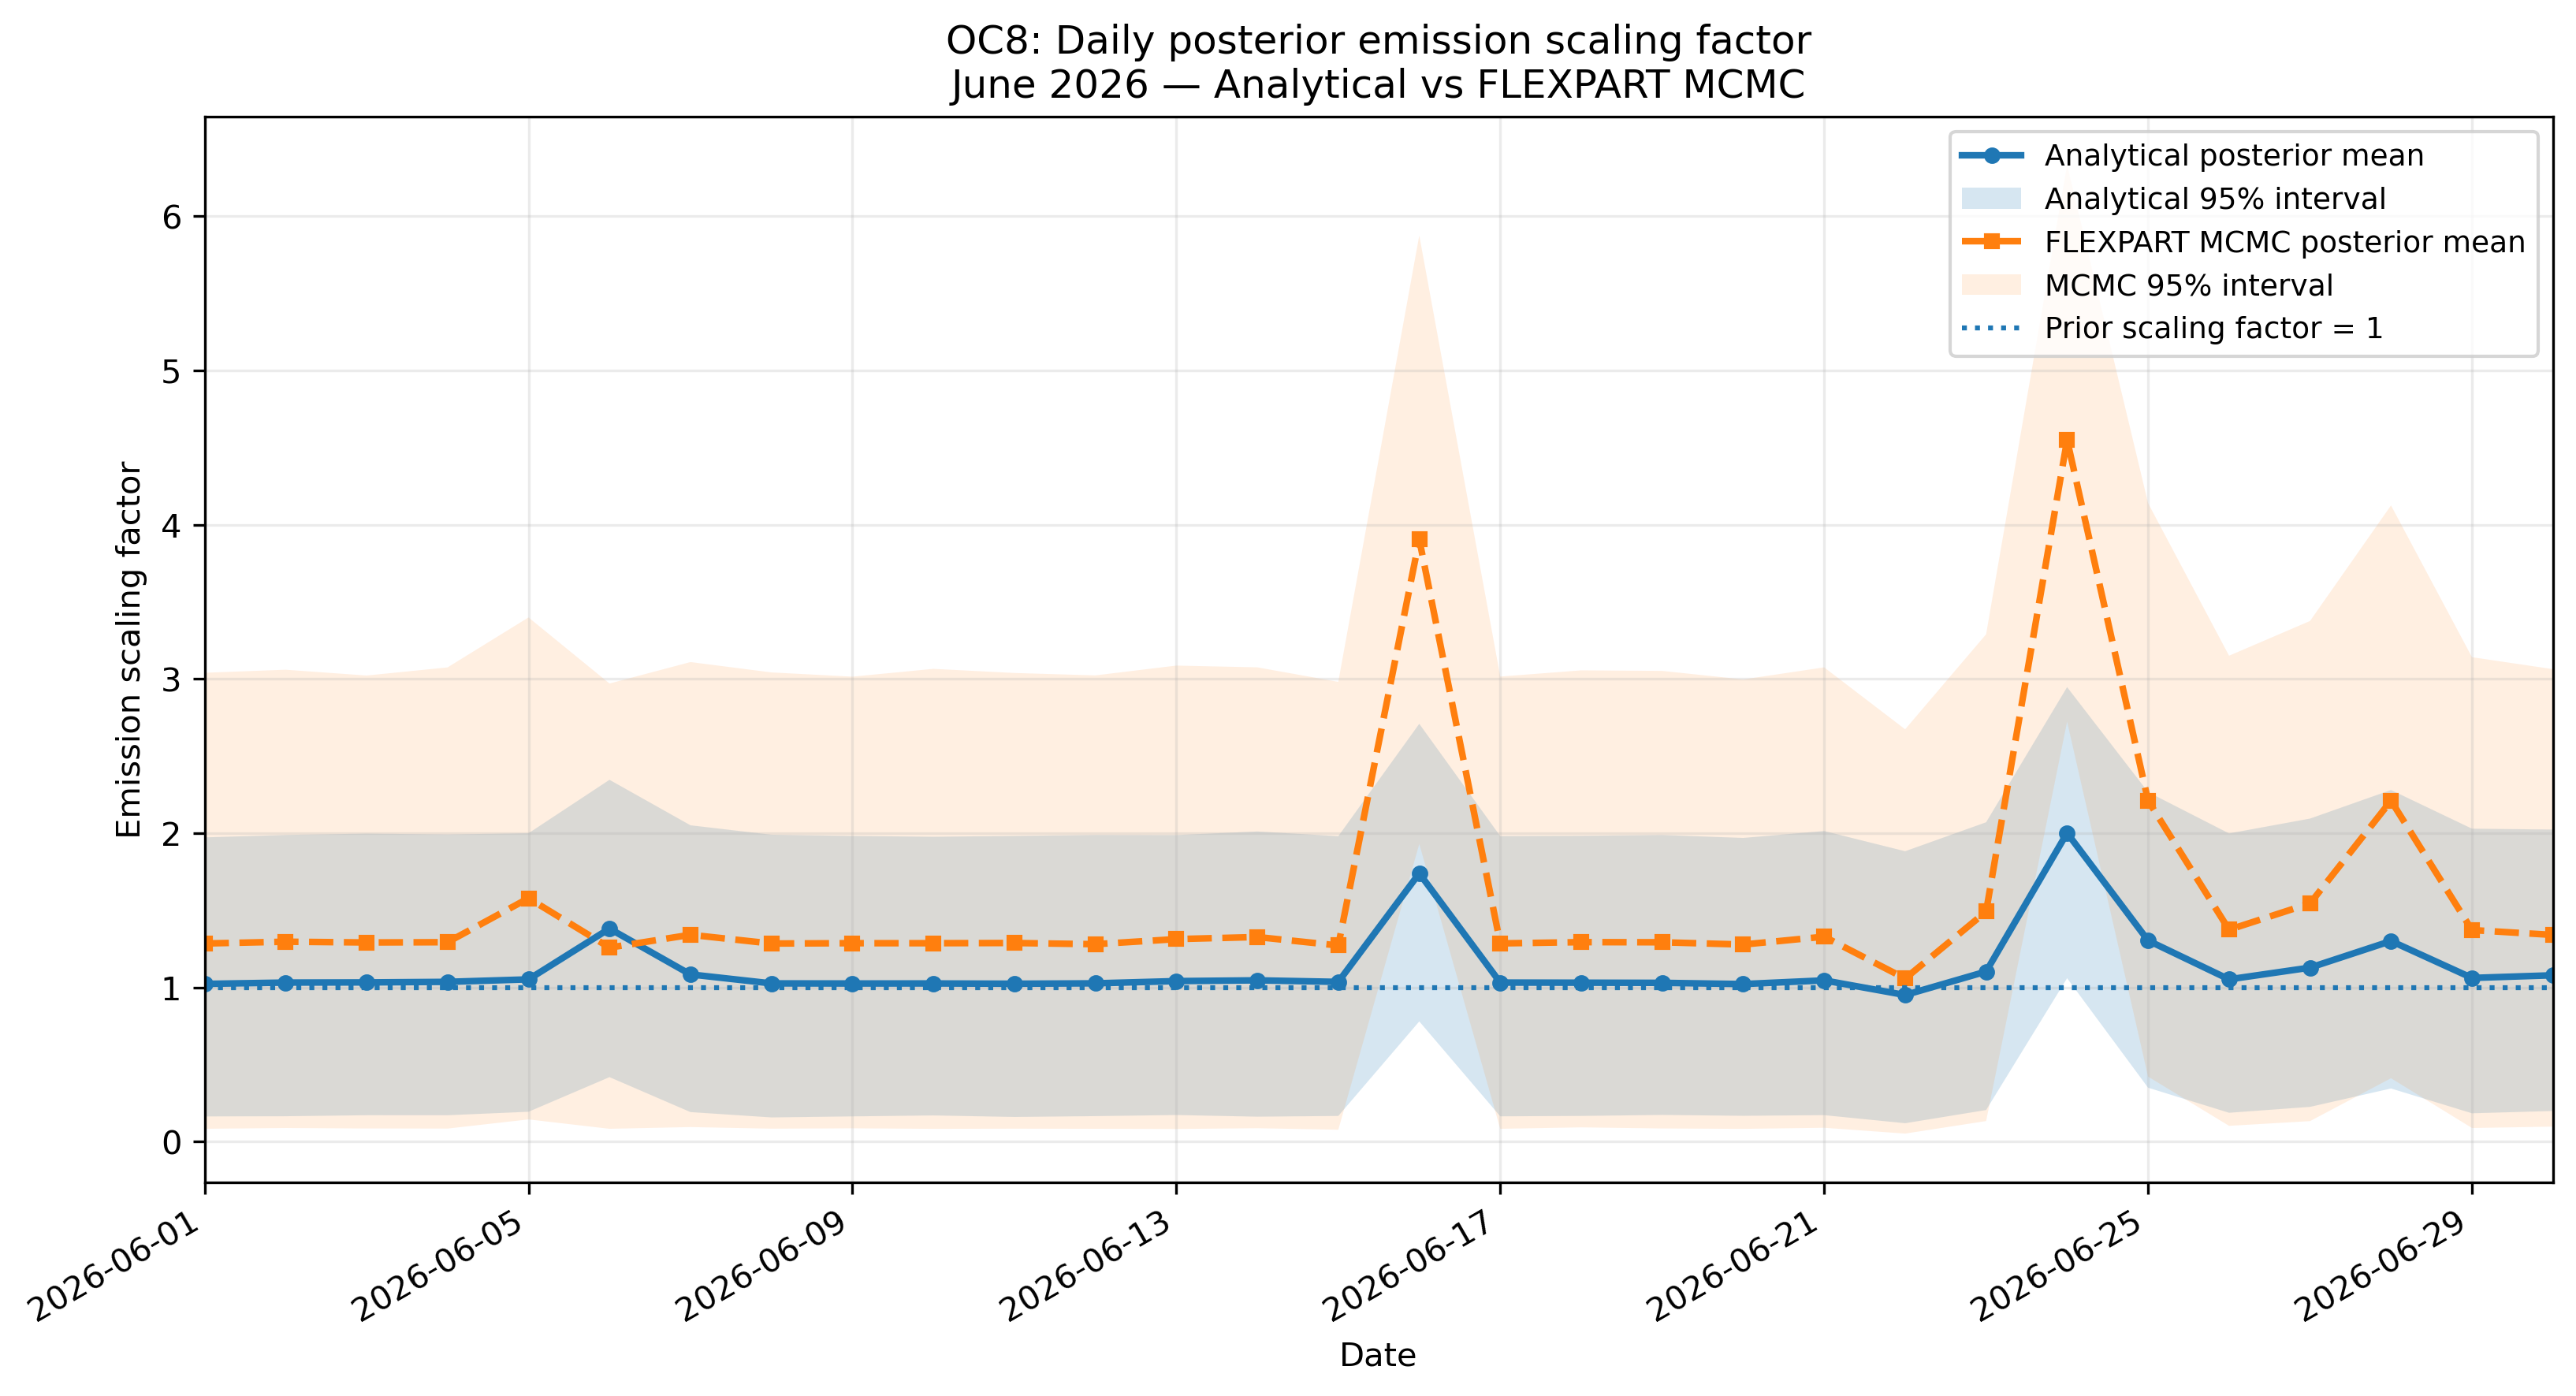 OC8: Daily posterior emission scaling factor
June 2026 — Analytical vs FLEXPART MCMC
Analytical posterior mean
Analytical 95% interval
FLEXPART MCMC posterior mean
MCMC 95% interval
Prior scaling factor = 1
Emission scaling factor
6
5
4
3
2
1
0
2026-06-01
2026-06-05
2026-06-09
2026-06-13
2026-06-17
2026-06-21
2026-06-25
2026-06-29
Date